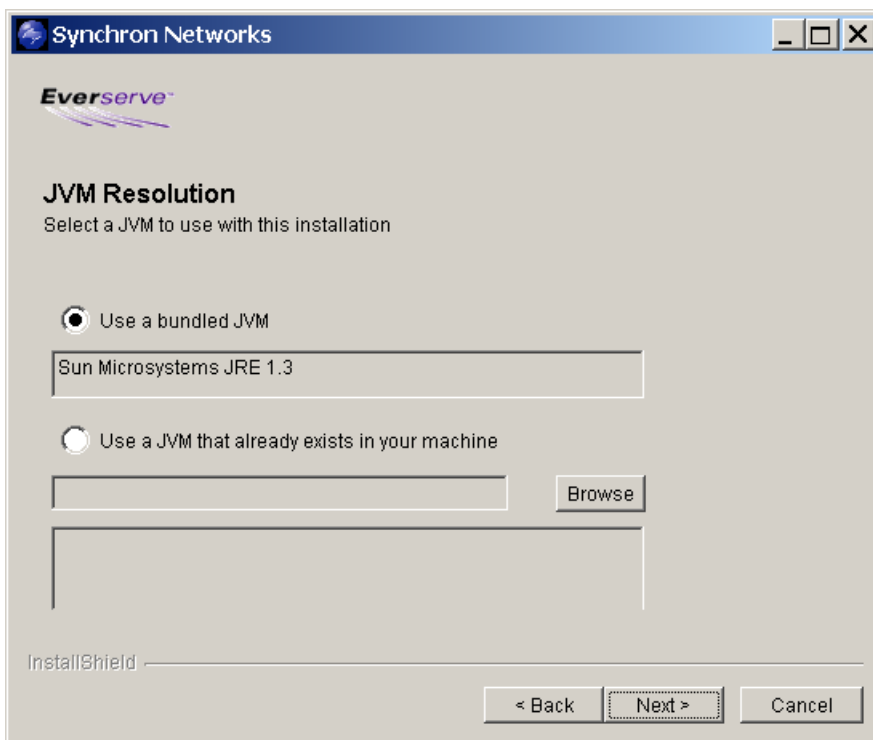 Synchron Networks
Everserve™
JVM Resolution
Select a JVM to use with this installation
Use a bundled JVM
Sun Microsystems JRE 1.3
Use a JVM that already exists in your machine
Browse
InstallShield
< Back Next > Cancel